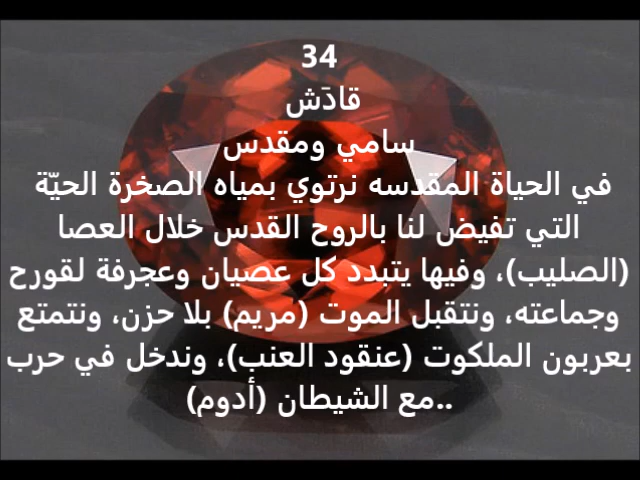 34
قادَش
سامي ومقدس
في الحياة المقدسه نرتوي بمياه الصخرة الحيّة
التي تفيض لنا بالروح القدس خلال العصا
(الصليب)، وفيها يتبدد كل عصيان وعجرفة لقورح
وجماعته، ونتقبل الموت (مريم) بلا حزن، ونتمتع
بعربون الملكوت (عنقود العنب)، وندخل في حرب
مع الشيطان (أدوم)..